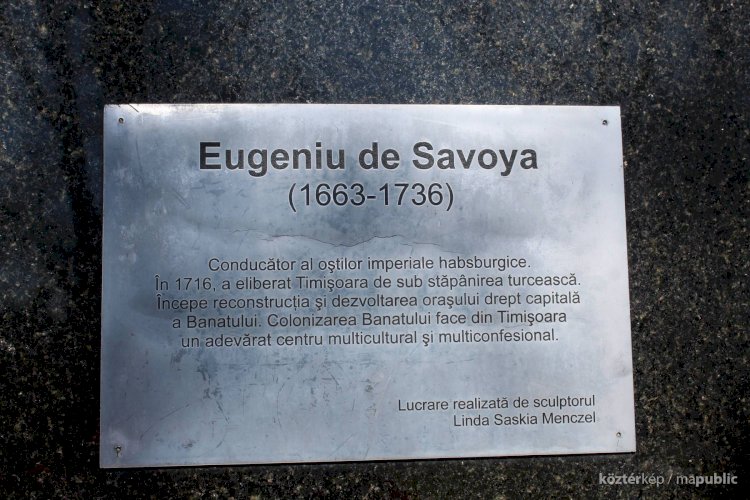 Eugeniu de Savoya
(1663-1736)
Conducător al oştilor imperiale habsburgice.
În 1716, a eliberat Timişoara de sub stăpânirea turcească.
Începe reconstrucţia şi dezvoltarea oraşului drept capitală
a Banatului. Colonizarea Banatului face din Timişoara
un adevărat centru multicultural şi multiconfesional.
Lucrare realizată de sculptorul
Linda Saskia Menczel
köztérkép / mapublic